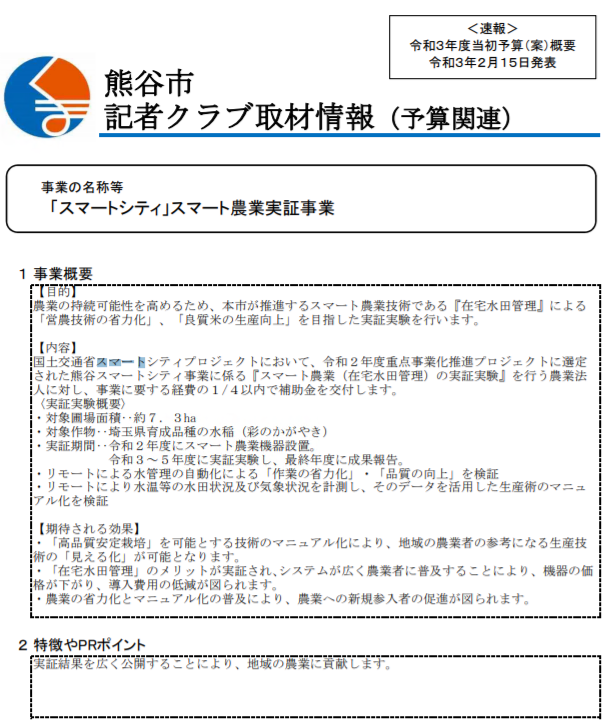 ＜速報＞
令和3年度当初予算(案)概要
令和3年2月15日発表
熊谷市
記者クラブ取材情報（予算関連）
事業の名称等
「スマートシティ」スマート農業実証事業
1 事業概要
【目的】
農業の持続可能性を高めるため、本市が推進するスマート農業技術である『在宅水田管理』による
「営農技術の省力化」、「良質米の生産向上」を目指した実証実験を行います。
【内容】
国土交通省スマートシティプロジェクトにおいて、令和２年度重点事業化推進プロジェクトに選定
された熊谷スマートシティ事業に係る『スマート農業（在宅水田管理）の実証実験』を行う農業法
人に対し、事業に要する経費の１/４以内で補助金を交付します。
〈実証実験概要〉
・対象圃場面積‥約７．３ha
・対象作物‥埼玉県育成品種の水稲（彩のかがやき）
・実証期間‥令和２年度にスマート農業機器設置。
令和３～５年度に実証実験し、最終年度に成果報告。
・リモートによる水管理の自動化による「作業の省力化」・「品質の向上」を検証
・リモートにより水温等の水田状況及び気象状況を計測し、そのデータを活用した生産術のマニュ
アル化を検証
【期待される効果】
・「高品質安定栽培」を可能とする技術のマニュアル化により、地域の農業者の参考になる生産技
術の「見える化」が可能となります。
・「在宅水田管理」のメリットが実証され、システムが広く農業者に普及することにより、機器の価
格が下がり、導入費用の低減が図られます。
・農業の省力化とマニュアル化の普及により、農業への新規参入者の促進が図られます。
2 特徴やPRポイント
実証結果を広く公開することにより、地域の農業に貢献します。